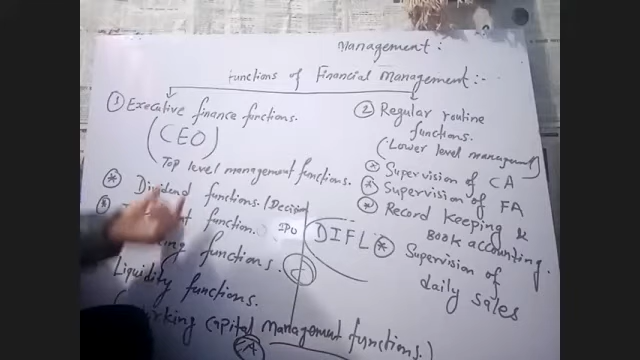 Management :
Functions of Financial Management :-
① Executive finance functions.
(CEO)
Top level management functions.
* Dividend functions. (Decision
function.
IPO
functions.
Liquidity functions.
Working Capital Management functions.)
CA
DIFL
② Regular routine
functions.
(Lower level management)
* Supervision of CA
* Supervision of FA
* Record Keeping &
Book accounting.
* Supervision of
daily sales